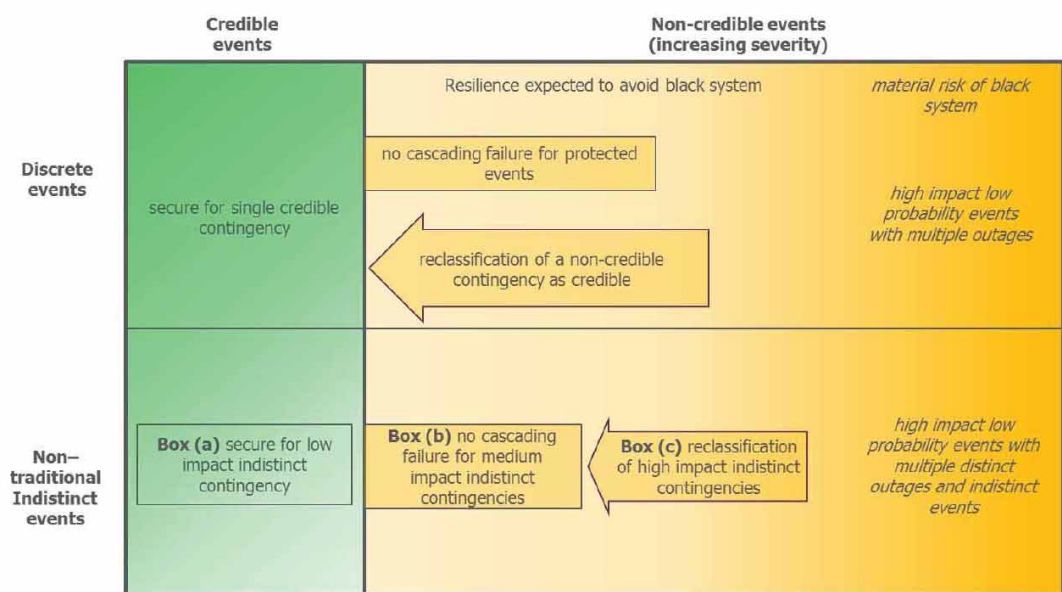 Credible
events
Non-credible events
(increasing severity)
Discrete
events
secure for single credible
contingency
Resilience expected to avoid black system
material risk of black
system
no cascading failure for protected
events
reclassification of a non-credible
contingency as credible
high impact low
probability events
with multiple outages
Non–
traditional
Indistinct
events
Box (a) secure for low
impact indistinct
contingency
Box (b) no cascading
failure for medium
impact indistinct
contingencies
Box (c) reclassification
of high impact indistinct
contingencies
high impact low
probability events with
multiple distinct
outages and indistinct
events